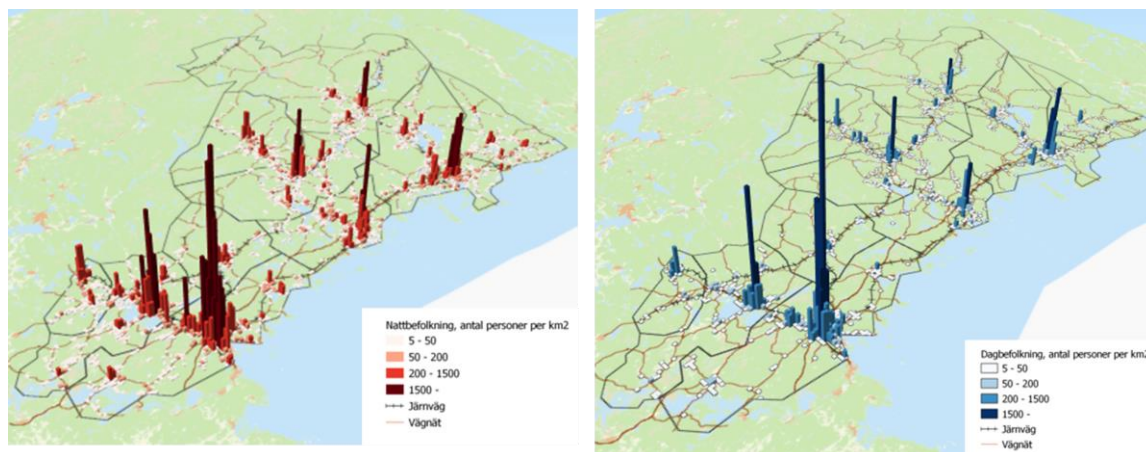 Nattbefolkning, antal personer per km2
5 - 50
50 - 200
200 - 1500
1500 -
Järnväg
Vägnät
Dagbefolkning, antal personer per km2
5 - 50
50 - 200
200 - 1500
1500 -
Järnväg
Vägnät